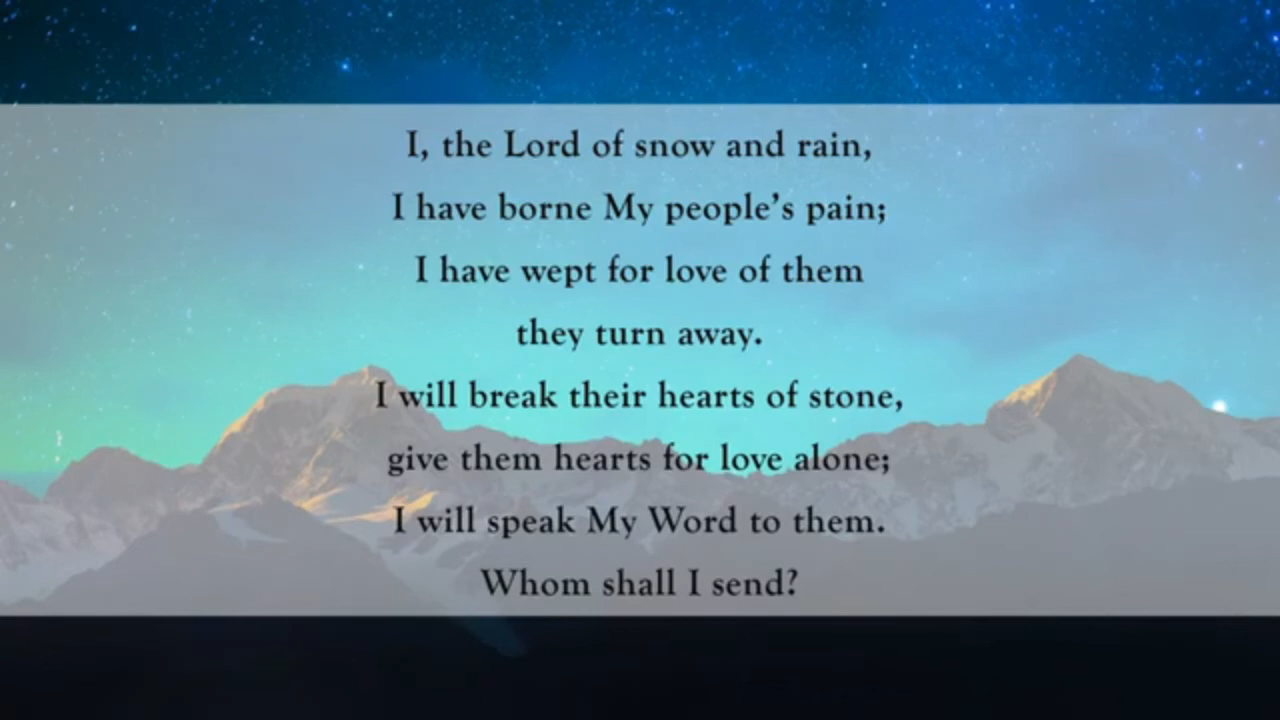 I, the Lord of snow and rain,
I have borne My people’s pain;
I have wept for love of them
they turn away.
I will break their hearts of stone,
give them hearts for love alone;
I will speak My Word to them.
Whom shall I send?